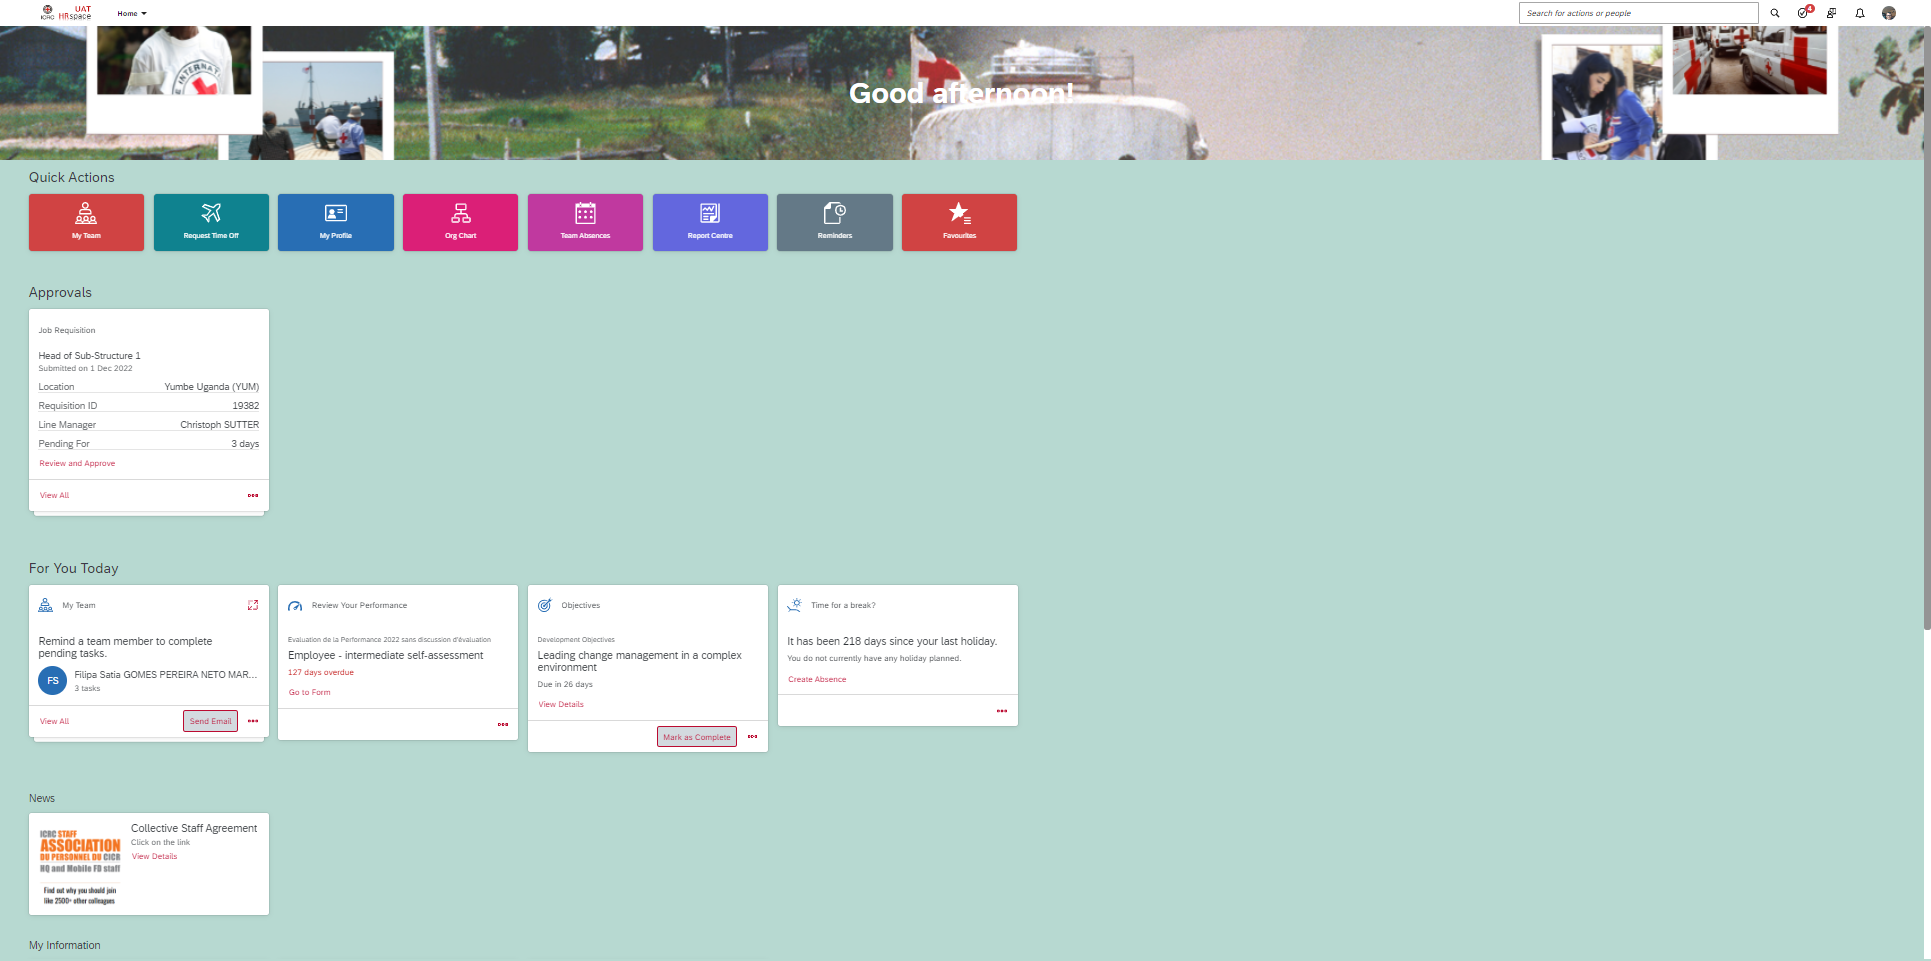 ICRC
UAT
HRspace
Home
Search for actions or people
4
INTERNAT
Good afternoon!
Quick Actions
My Team
Request Time Off
My Profile
Org Chart
Team Absences
Report Centre
Reminders
Favourites
Approvals
Job Requisition
Head of Sub-Structure 1
Submitted on 1 Dec 2022
Location Yumbe Uganda (YUM)
Requisition ID 19382
Line Manager Christoph SUTTER
Pending For 3 days
Review and Approve
View All
For You Today
My Team
Remind a team member to complete
pending tasks.
FS
Filipa Satia GOMES PEREIRA NETO MAR...
3 tasks
View All
Send Email
Review Your Performance
Evaluation de la Performance 2022 sans discussion d'évaluation
Employee - intermediate self-assessment
127 days overdue
Go to Form
Objectives
Development Objectives
Leading change management in a complex
environment
Due in 26 days
View Details
Mark as Complete
Time for a break?
It has been 218 days since your last holiday.
You do not currently have any holiday planned.
Create Absence
News
ICRC STAFF
ASSOCIATION
DU PERSONNEL DU CICR
HQ and Mobile FD staff
Find out why you should join
like 2500+ other colleagues
Collective Staff Agreement
Click on the link
View Details
My Information